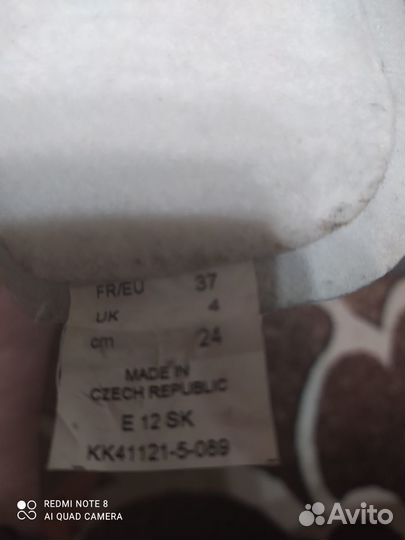 FR/EU 37
UK 4
cm 24
MADE IN
CZECH REPUBLIC
E 12 SK
KK41121-5-089
REDMI NOTE 8
AI QUAD CAMERA
Avito